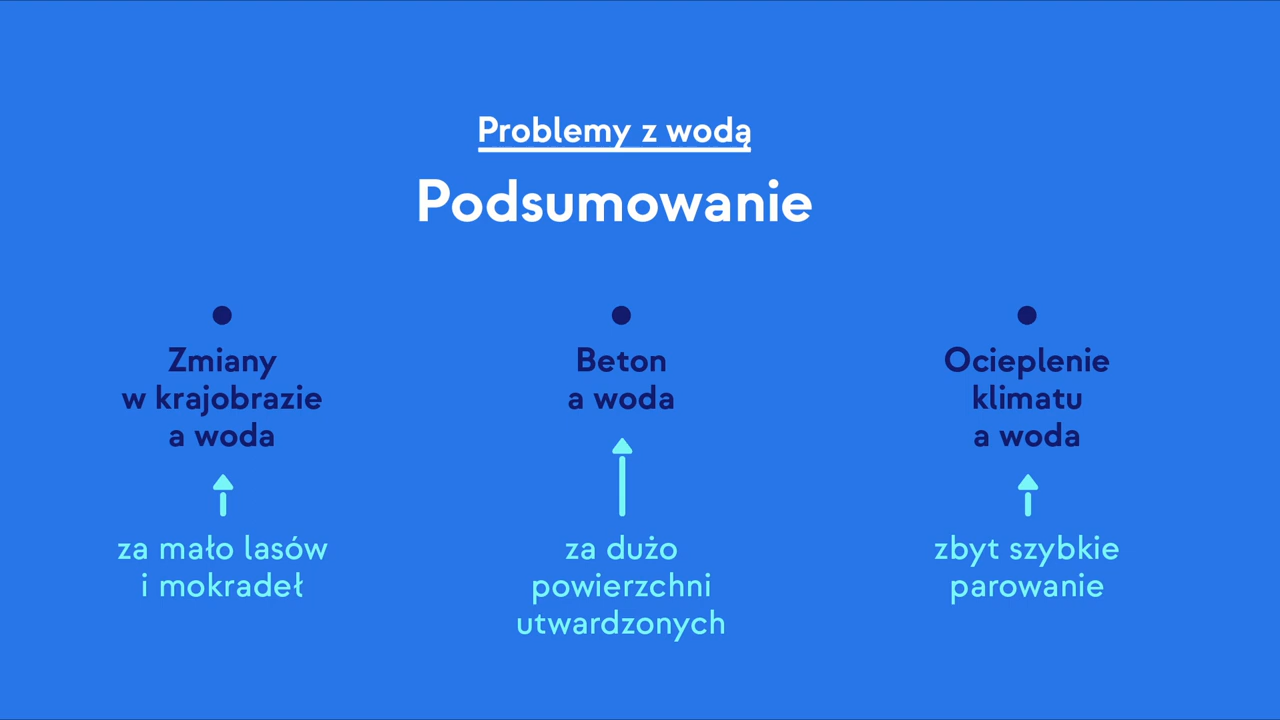 Problemy z wodą
Podsumowanie
Zmiany
w krajobrazie
a woda
za mało lasów
i mokradeł
Beton
a woda
za dużo
powierzchni
utwardzonych
Ocieplenie
klimatu
a woda
zbyt szybkie
parowanie